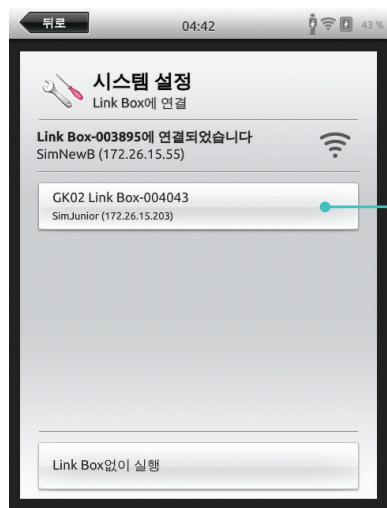 뒤로
04:42
43 %
시스템 설정
Link Box에 연결
Link Box-003895에 연결되었습니다
SimNewB (172.26.15.55)
GK02 Link Box-004043
SimJunior (172.26.15.203)
Link Box없이 실행